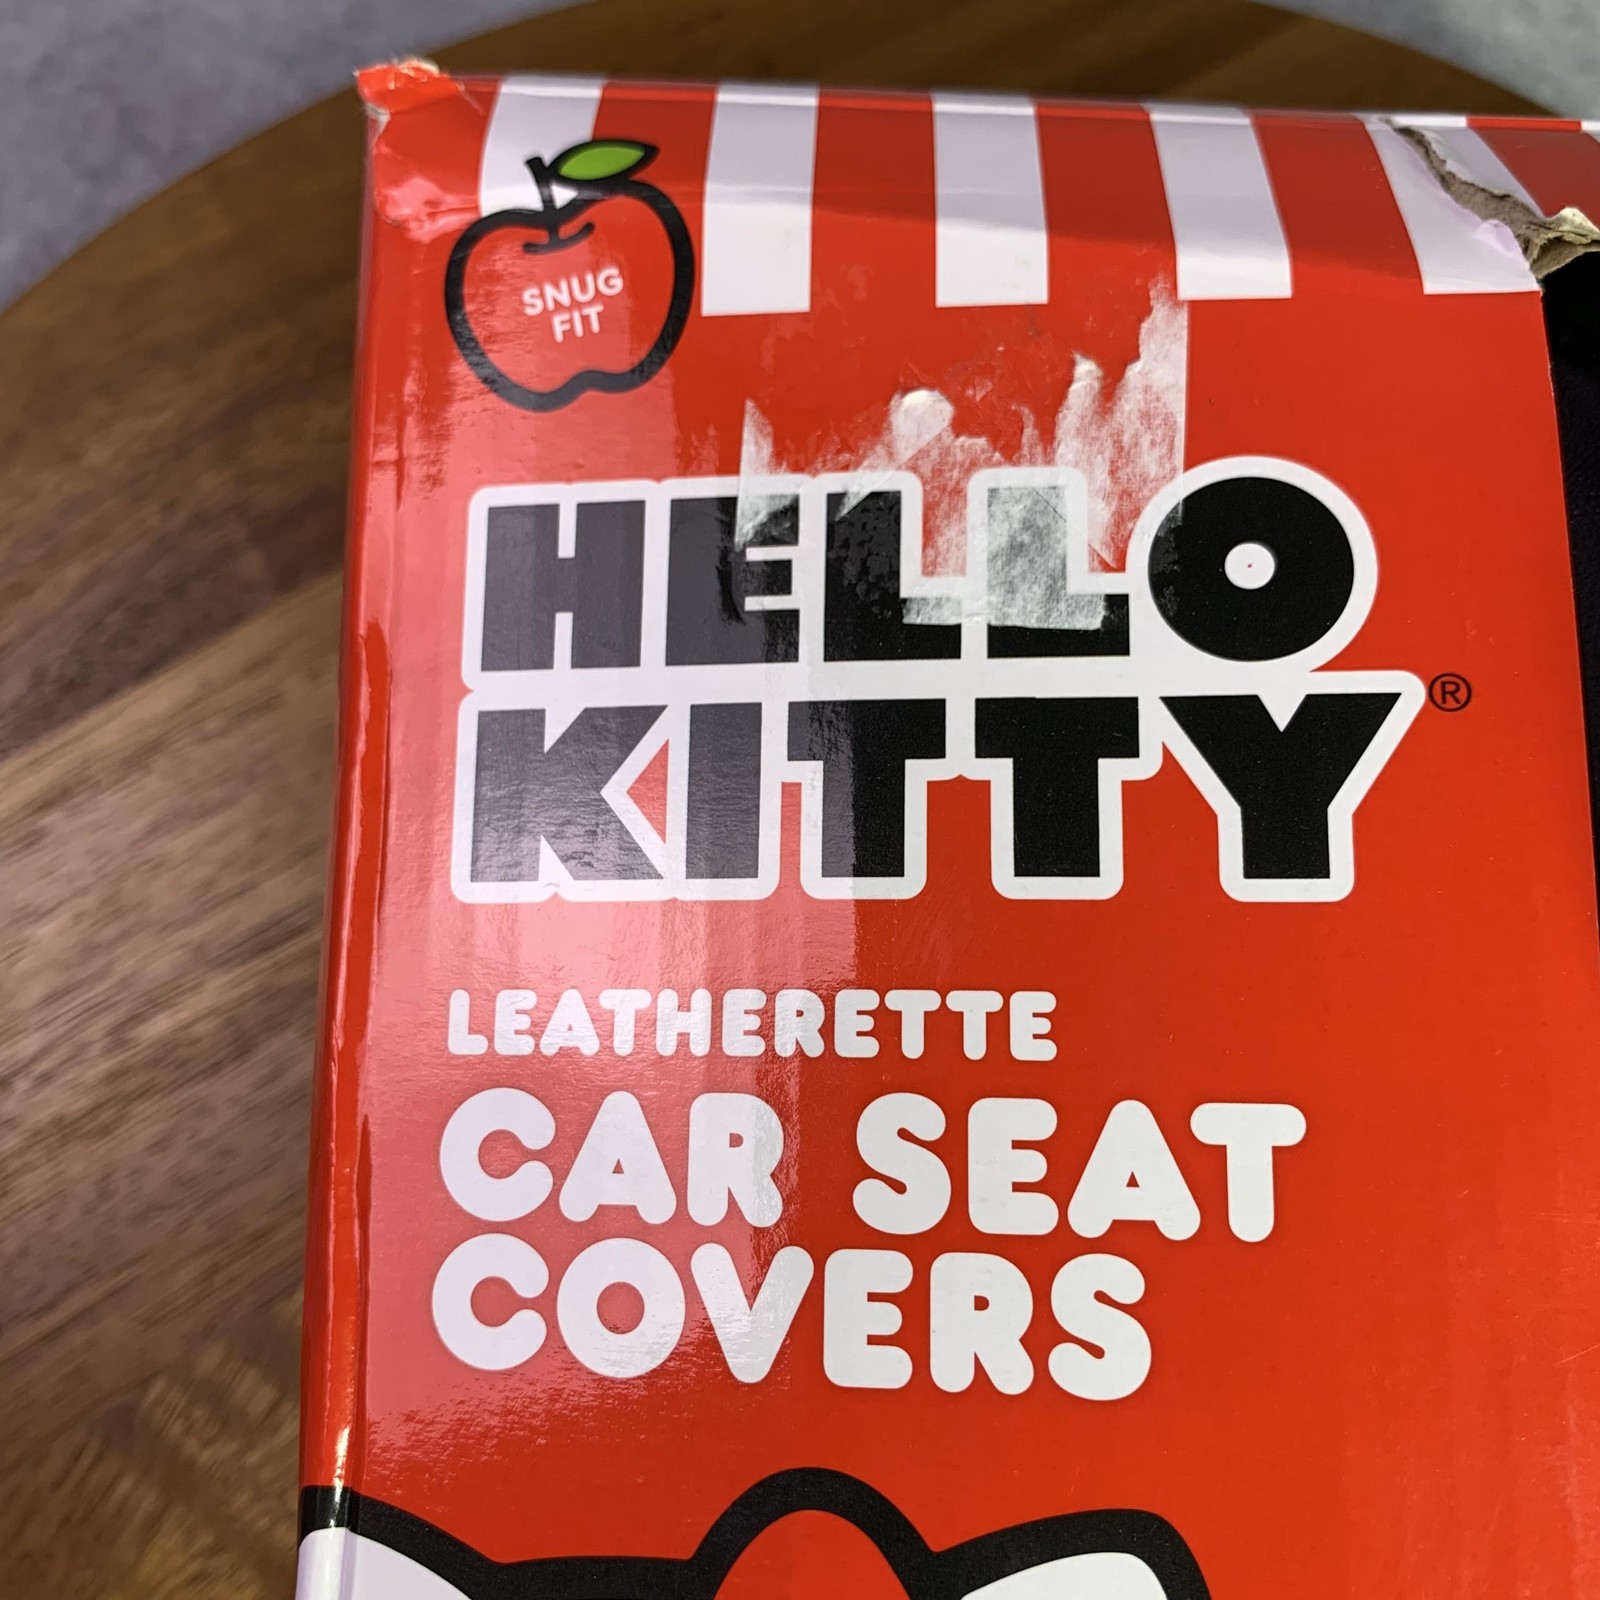 SNUG
FIT
HELLO
KITTY®
LEATHERETTE
CAR SEAT
COVERS